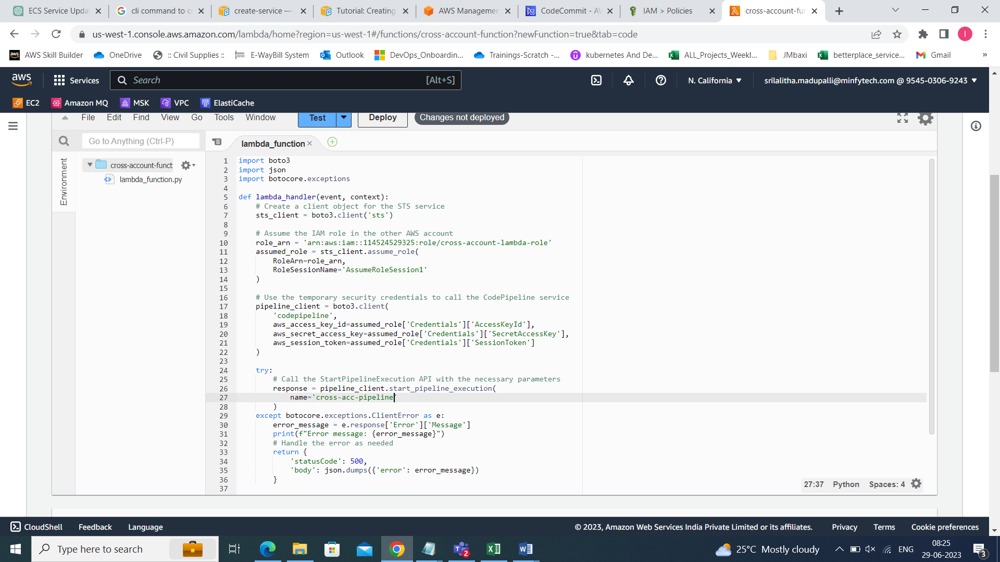 ECS Service Upda
cli command to c
create-service —
Tutorial: Creating
AWS Managemen
CodeCommit - AV
IAM > Policies
cross-account-fun
us-west-1.console.aws.amazon.com/lambda/home?region=us-west-1#/functions/cross-account-function?newFunction=true&tab=code
I
AWS Skill Builder
OneDrive
:: Civil Supplies ::
E-WayBill System
Outlook
DevOps_Onboardin...
Trainings-Scratch -...
kubernetes And De...
ALL_Projects_Weekl...
JMbaxi
betterplace_service...
Gmail
»
aws
Services
Search
[Alt+S]
N. California
srilalitha.madupalli@minfytech.com @ 9545-0306-9243
EC2
Amazon MQ
MSK
VPC
ElastiCache
File Edit Find View Go Tools Window
Test
Deploy
Changes not deployed
Go to Anything (Ctrl-P)
lambda_function
Environment
cross-account-funct
lambda_function.py
1 import boto3
2 import json
3 import botocore.exceptions
4
5 def lambda_handler(event, context):
6     # Create a client object for the STS service
7     sts_client = boto3.client('sts')
8
9     # Assume the IAM role in the other AWS account
10     role_arn = 'arn:aws:iam::114524529325:role/cross-account-lambda-role'
11     assumed_role = sts_client.assume_role(
12         RoleArn=role_arn,
13         RoleSessionName='AssumeRoleSession1'
14     )
15
16     # Use the temporary security credentials to call the CodePipeline service
17     pipeline_client = boto3.client(
18         'codepipeline',
19         aws_access_key_id=assumed_role['Credentials']['AccessKeyId'],
20         aws_secret_access_key=assumed_role['Credentials']['SecretAccessKey'],
21         aws_session_token=assumed_role['Credentials']['SessionToken']
22     )
23
24     try:
25         # Call the StartPipelineExecution API with the necessary parameters
26         response = pipeline_client.start_pipeline_execution(
27             name='cross-acc-pipeline'
28         )
29     except botocore.exceptions.ClientError as e:
30         error_message = e.response['Error']['Message']
31         print(f"Error message: {error_message}")
32         # Handle the error as needed
33         return {
34             'statusCode': 500,
35             'body': json.dumps({'error': error_message})
36         }
37
27:37 Python Spaces: 4
CloudShell
Feedback
Language
© 2023, Amazon Web Services India Private Limited or its affiliates.
Privacy
Terms
Cookie preferences
Type here to search
2
25°C Mostly cloudy
ENG
08:25
29-06-2023
3